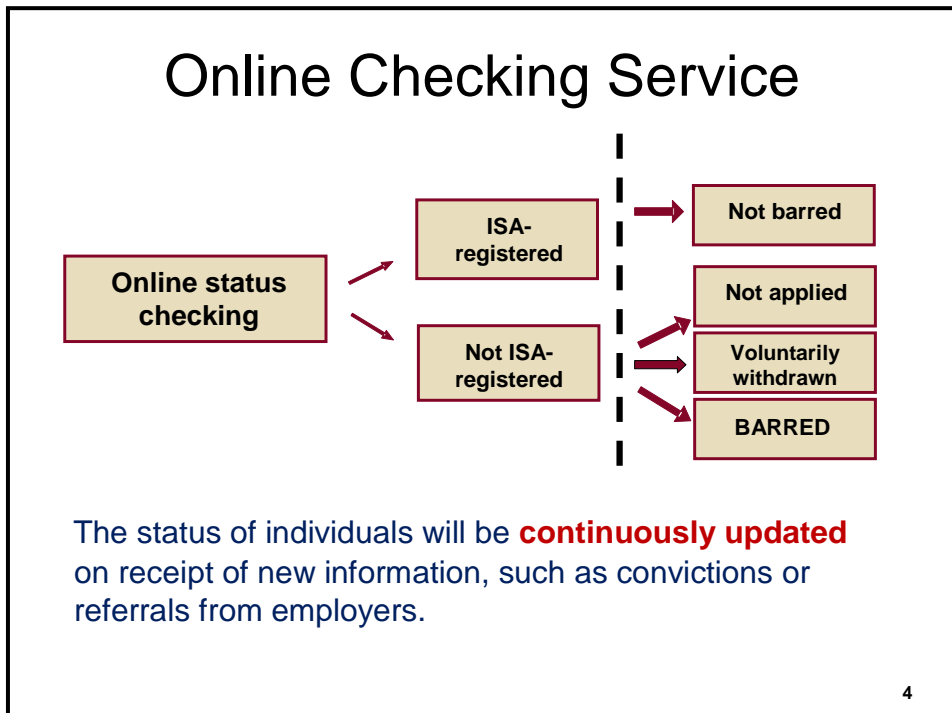 Online Checking Service
Online status
checking
ISA-
registered
Not ISA-
registered
Not barred
Not applied
Voluntarily
withdrawn
BARRED
The status of individuals will be continuously updated
on receipt of new information, such as convictions or
referrals from employers.
4